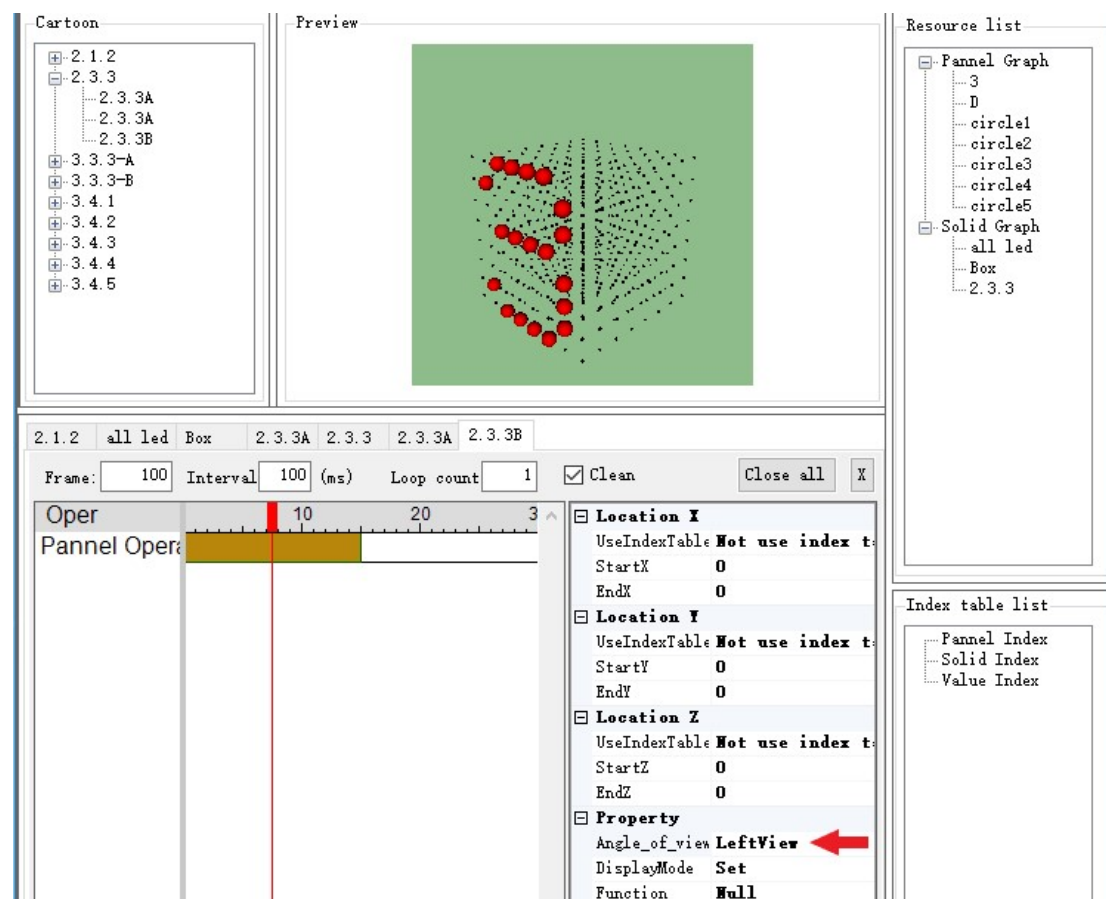 Cartoon
2.1.2
2.3.3
2.3.3A
2.3.3A
2.3.3B
3.3.3-A
3.3.3-B
3.4.1
3.4.2
3.4.3
3.4.4
3.4.5
Preview
Resource list
Pannel Graph
3
D
circle1
circle2
circle3
circle4
circle5
Solid Graph
all led
Box
2.3.3
2.1.2 all led Box 2.3.3A 2.3.3 2.3.3A 2.3.3B
Frame: 100 Interval 100 (ms) Loop count 1 Clean Close all X
Oper 10 20 3
Pannel Opera
Location X
UseIndexTable Not use index t
StartX 0
EndX 0
Location Y
UseIndexTable Not use index t
StartY 0
EndY 0
Location Z
UseIndexTable Not use index t
StartZ 0
EndZ 0
Property
Angle_of_view LeftView
DisplayMode Set
Function Null
Index table list
Pannel Index
Solid Index
Value Index